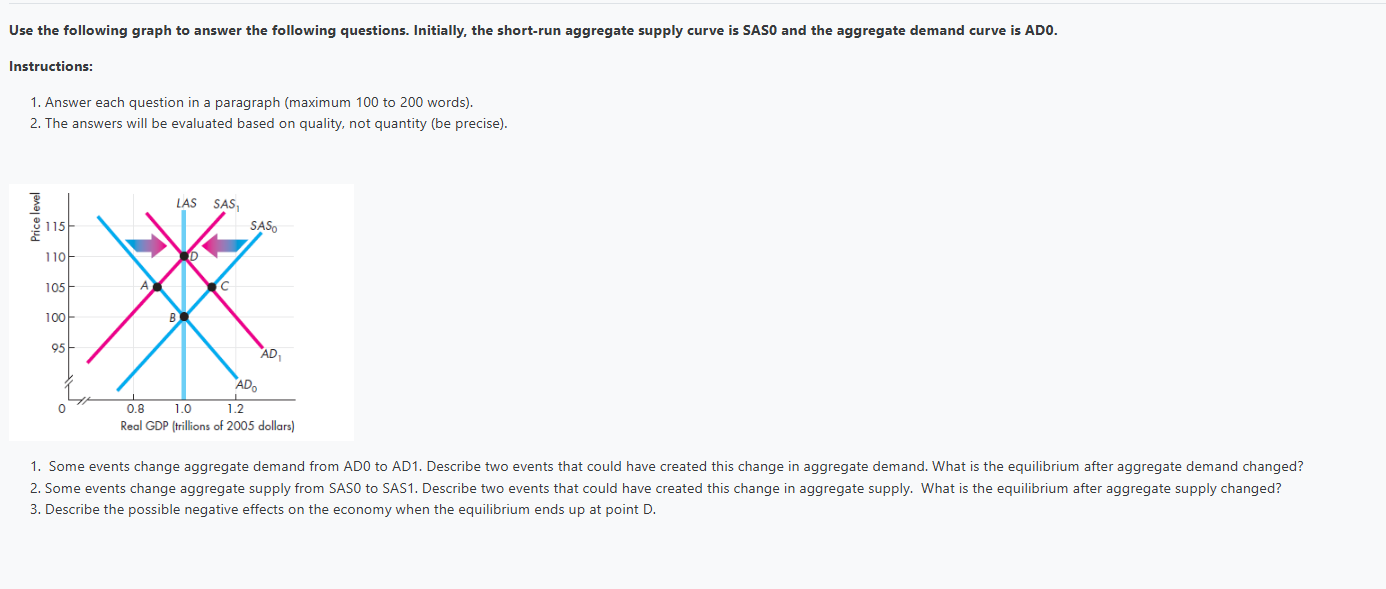 Use the following graph to answer the following questions. Initially, the short-run aggregate supply curve is SAS0 and the aggregate demand curve is AD0.
Instructions:
1. Answer each question in a paragraph (maximum 100 to 200 words).
2. The answers will be evaluated based on quality, not quantity (be precise).
Price level
LAS SAS₁
115 SAS₀
110 D
105 A C
100 B
95 AD₁
AD₀
0 0.8 1.0 1.2
Real GDP (trillions of 2005 dollars)
1. Some events change aggregate demand from AD0 to AD1. Describe two events that could have created this change in aggregate demand. What is the equilibrium after aggregate demand changed?
2. Some events change aggregate supply from SAS0 to SAS1. Describe two events that could have created this change in aggregate supply. What is the equilibrium after aggregate supply changed?
3. Describe the possible negative effects on the economy when the equilibrium ends up at point D.